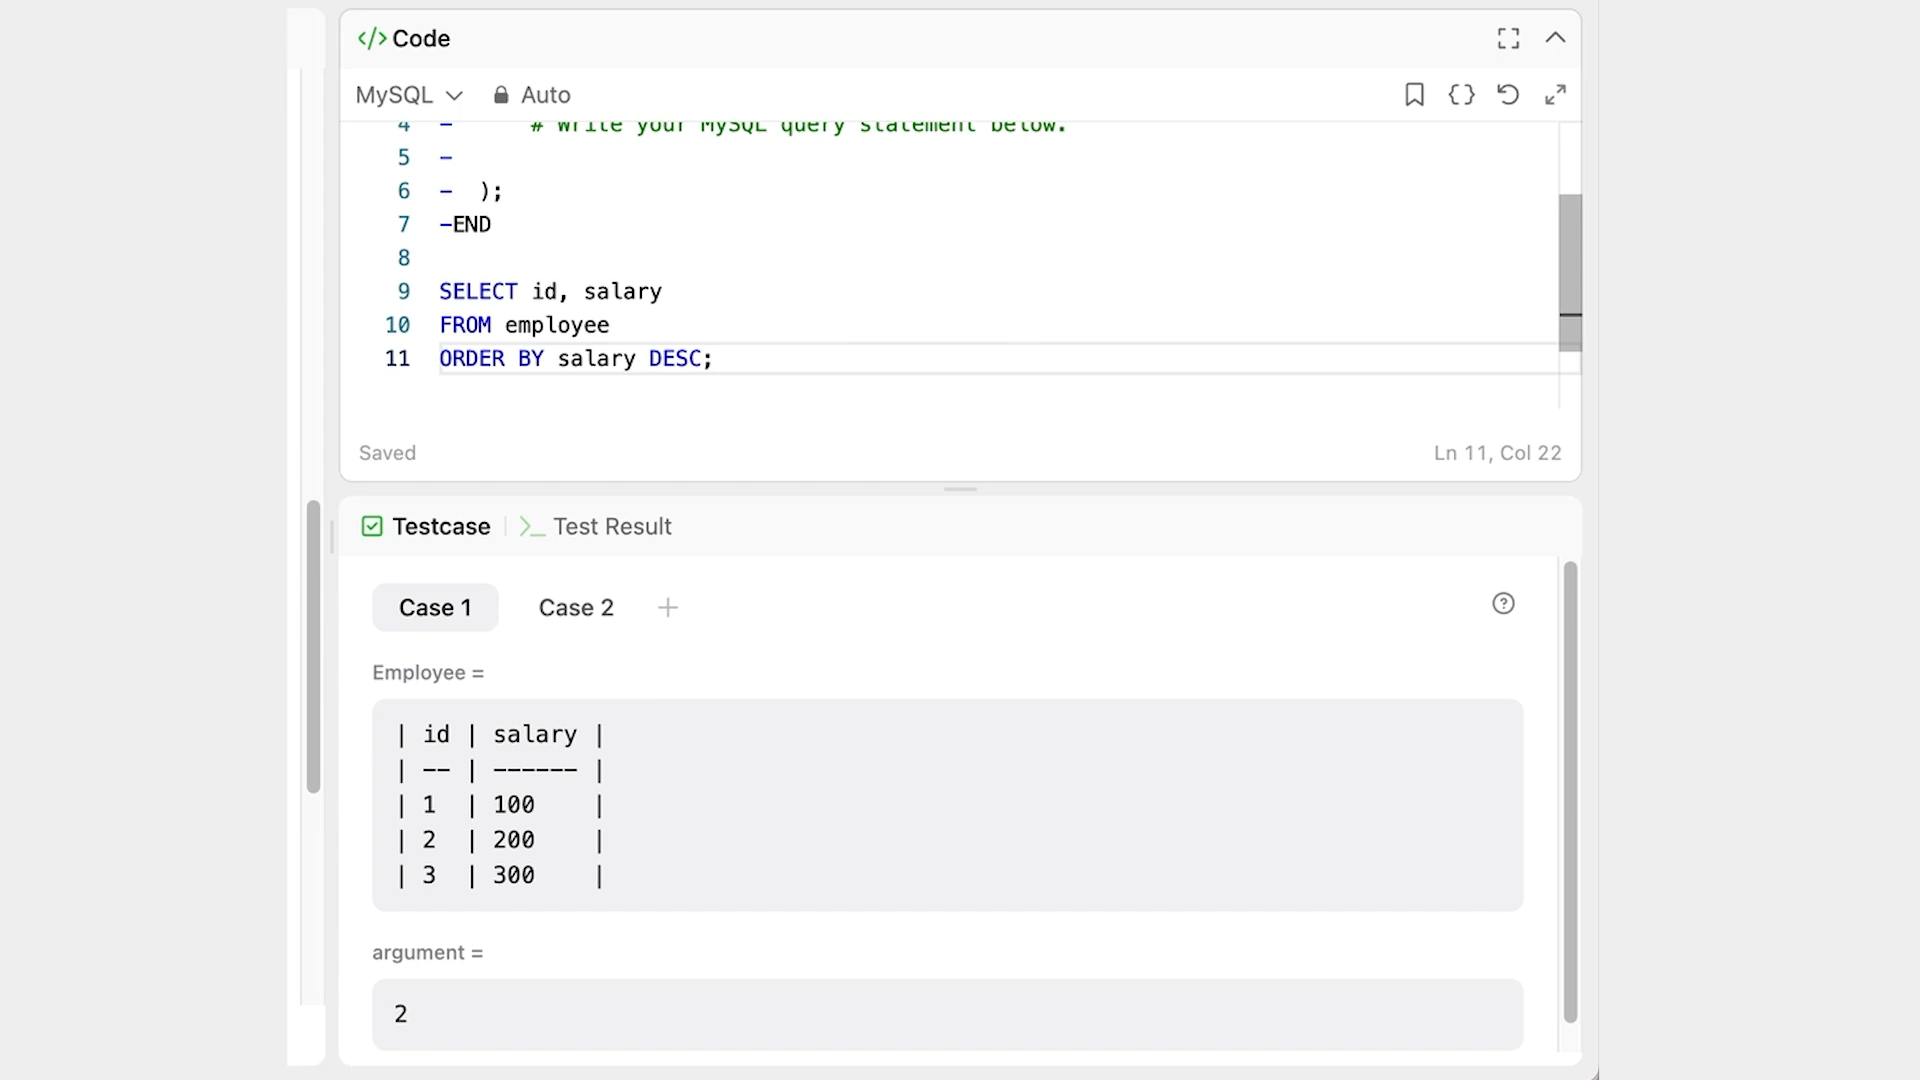 </> Code
MySQL Auto
4 - # Write your MySQL query statement below.
5 -
6 - );
7 -END
8
9 SELECT id, salary
10 FROM employee
11 ORDER BY salary DESC;
Saved Ln 11, Col 22
Testcase >_ Test Result
Case 1 Case 2 +
Employee =
| id | salary |
| -- | ------ |
| 1 | 100 |
| 2 | 200 |
| 3 | 300 |
argument =
2